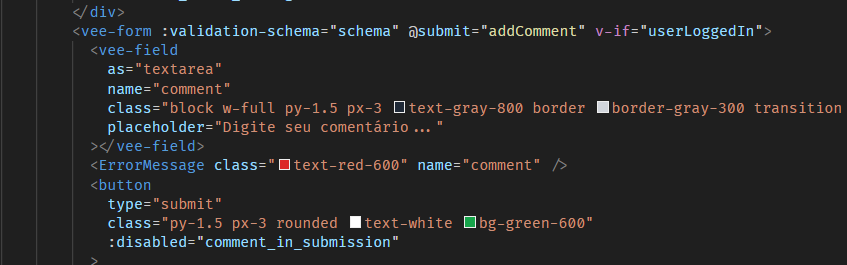 </div>
<vee-form :validation-schema="schema" @submit="addComment" v-if="userLoggedIn">
<vee-field
as="textarea"
name="comment"
class="block w-full py-1.5 px-3 text-gray-800 border border-gray-300 transition
placeholder="Digite seu comentário..."
></vee-field>
<ErrorMessage class="text-red-600" name="comment" />
<button
type="submit"
class="py-1.5 px-3 rounded text-white bg-green-600"
:disabled="comment_in_submission"
>